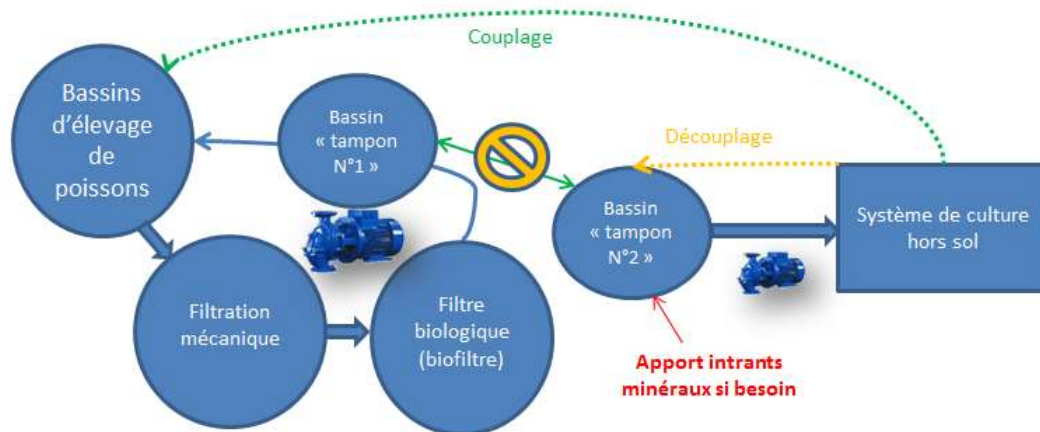 Couplage
Bassins
d'élevage
de
poissons
Bassin
« tampon
N°1 »
Découplage
Bassin
« tampon
N°2 »
Système de culture
hors sol
Filtration
mécanique
Filtre
biologique
(biofiltre)
Apport intrants
minéraux si besoin